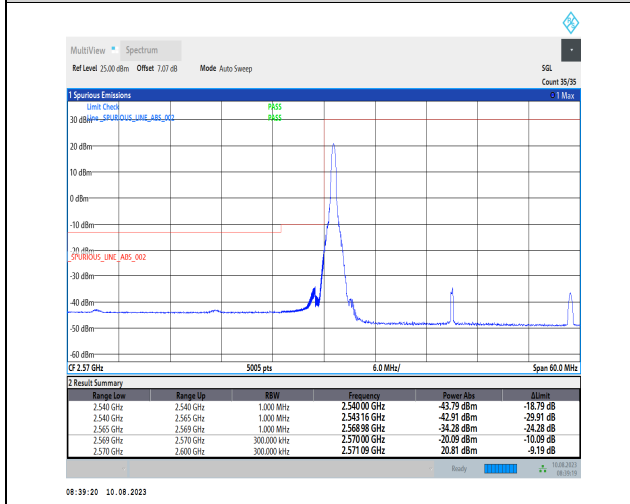 MultiView Spectrum
Ref Level 25.00 dBm Offset 7.07 dB Mode Auto Sweep SGL
Count 35/35
1 Spurious Emissions 1 Max
Limit Check PASS
Line _SPURIOUS_LINE_ABS_002 PASS
30 dBm
20 dBm
10 dBm
0 dBm
-10 dBm
-20 dBm
_SPURIOUS_LINE_ABS_002
-30 dBm
-40 dBm
-50 dBm
-60 dBm
CF 2.57 GHz 5005 pts 6.0 MHz/ Span 60.0 MHz
2 Result Summary
Range Low Range Up RBW Frequency Power Abs ΔLimit
2.540 GHz 2.540 GHz 1.000 MHz 2.54000 GHz -43.79 dBm -18.79 dB
2.540 GHz 2.565 GHz 1.000 MHz 2.54316 GHz -42.91 dBm -29.91 dB
2.565 GHz 2.569 GHz 1.000 MHz 2.56898 GHz -34.28 dBm -24.28 dB
2.569 GHz 2.570 GHz 300.000 kHz 2.57000 GHz -20.09 dBm -10.09 dB
2.570 GHz 2.600 GHz 300.000 kHz 2.57109 GHz 20.81 dBm -9.19 dB
Ready 10.08.2023
08:39:19
08:39:20 10.08.2023